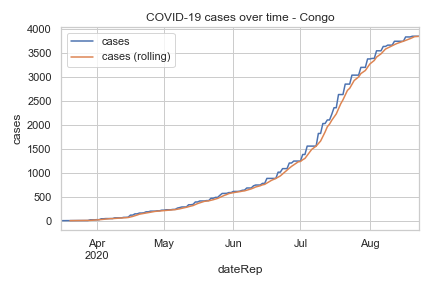 COVID-19 cases over time - Congo
cases
cases (rolling)
4000
3500
3000
2500
2000
1500
1000
500
0
cases
Apr
2020
May
Jun
Jul
Aug
dateRep